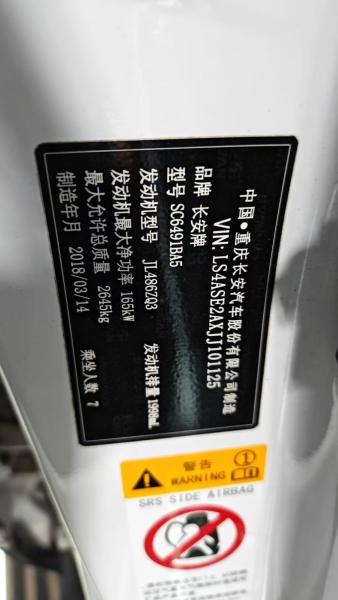 中国●重庆长安汽车股份有限公司制造
VIN: LS4ASE2AXJJ101125
品牌 长安牌
型号 SC6491BA5
发动机型号 JL486ZQ3 发动机排量 1998mL
发动机最大净功率 165kW
最大允许总质量 2645kg
制造年月 2018/03/14 乘坐人数 7
警告
WARNING
SRS SIDE AIRBAG